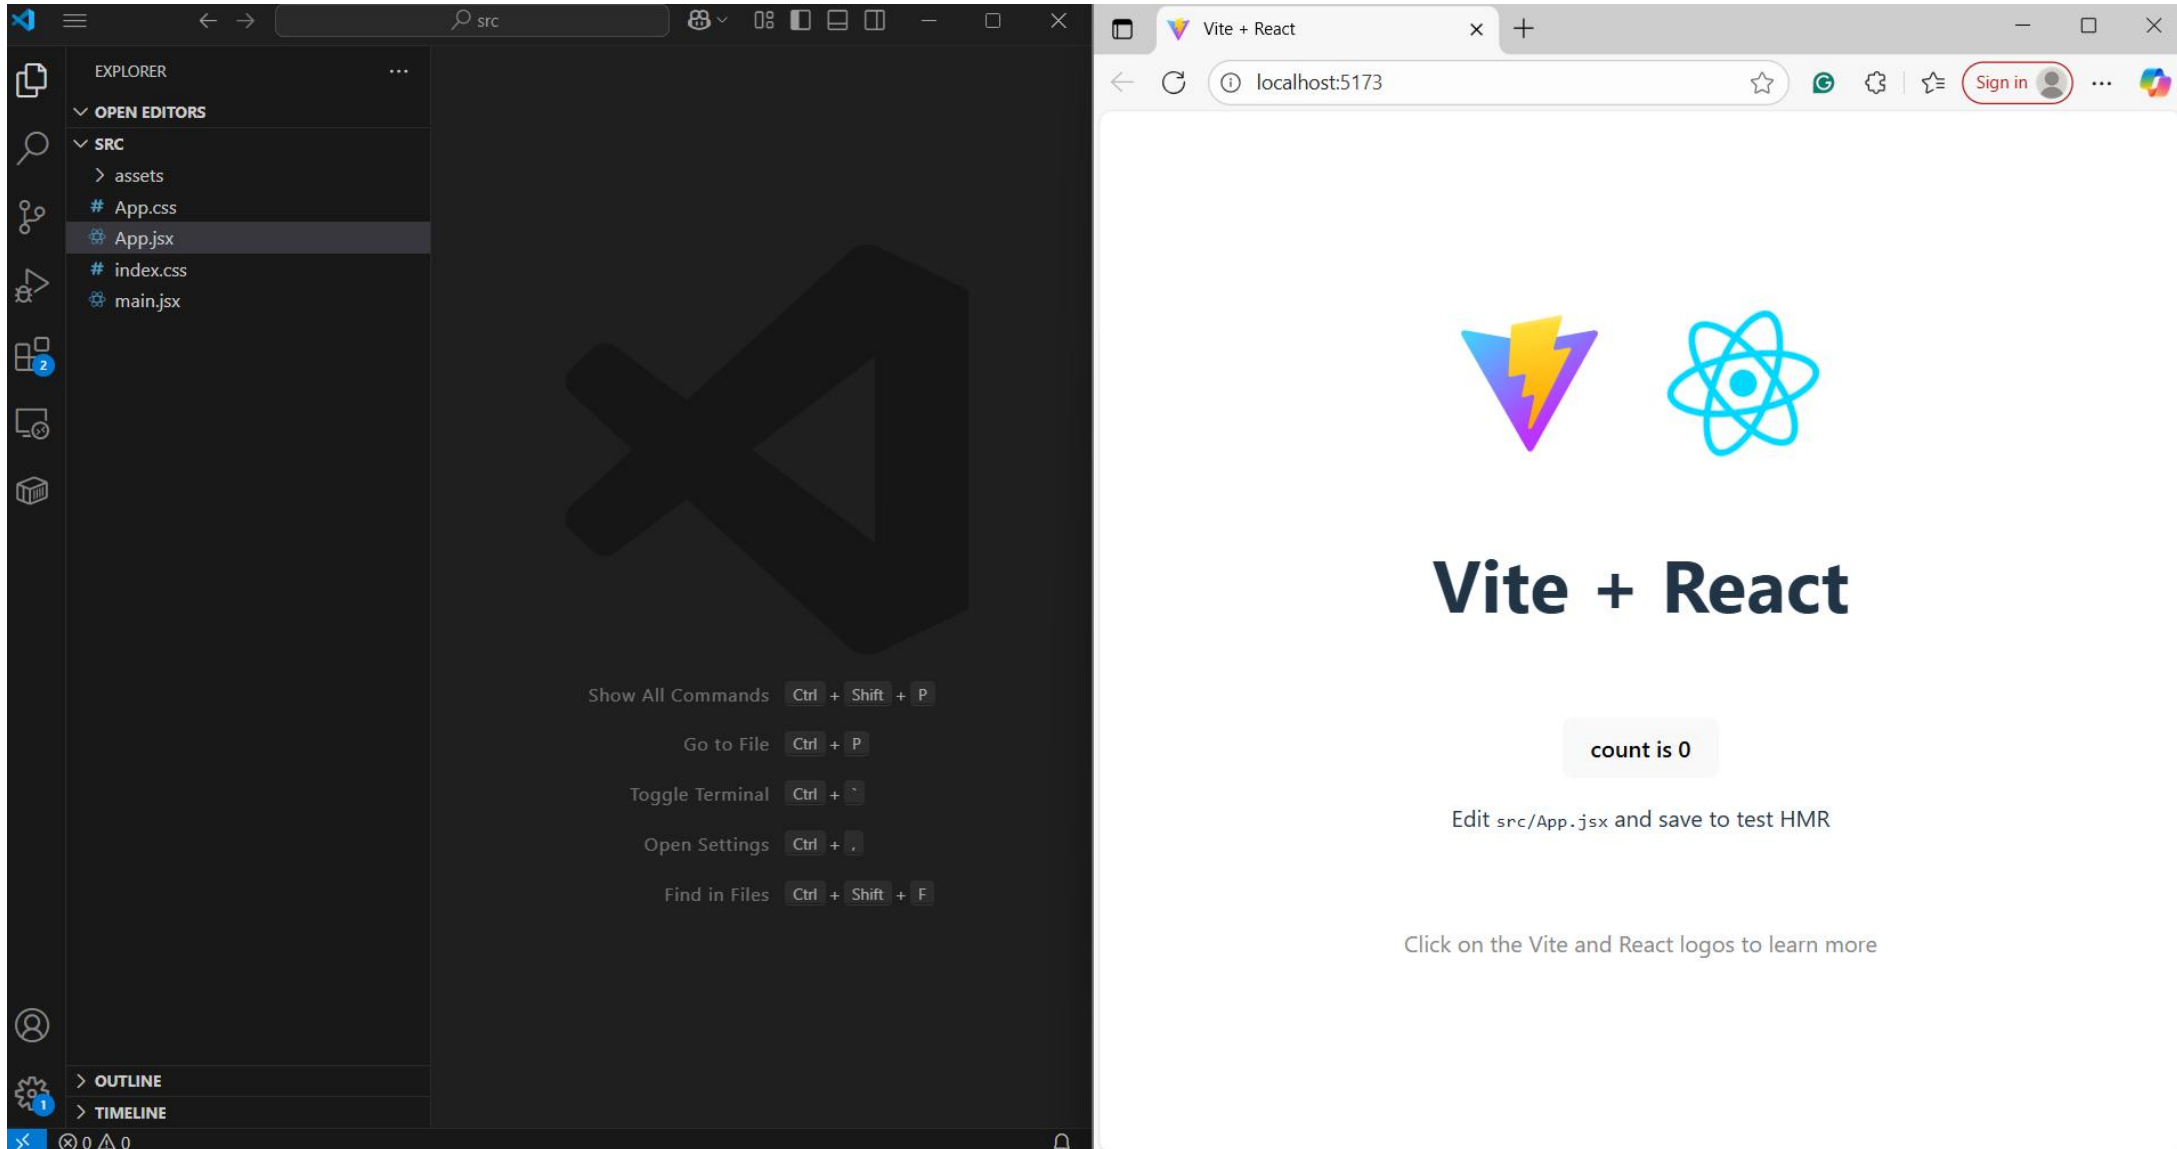 src
EXPLORER
OPEN EDITORS
SRC
assets
# App.css
App.jsx
# index.css
main.jsx
2
Show All Commands Ctrl + Shift + P
Go to File Ctrl + P
Toggle Terminal Ctrl + `
Open Settings Ctrl + ,
Find in Files Ctrl + Shift + F
OUTLINE
1
TIMELINE
0 0
Vite + React
localhost:5173
Sign in
Vite + React
count is 0
Edit src/App.jsx and save to test HMR
Click on the Vite and React logos to learn more